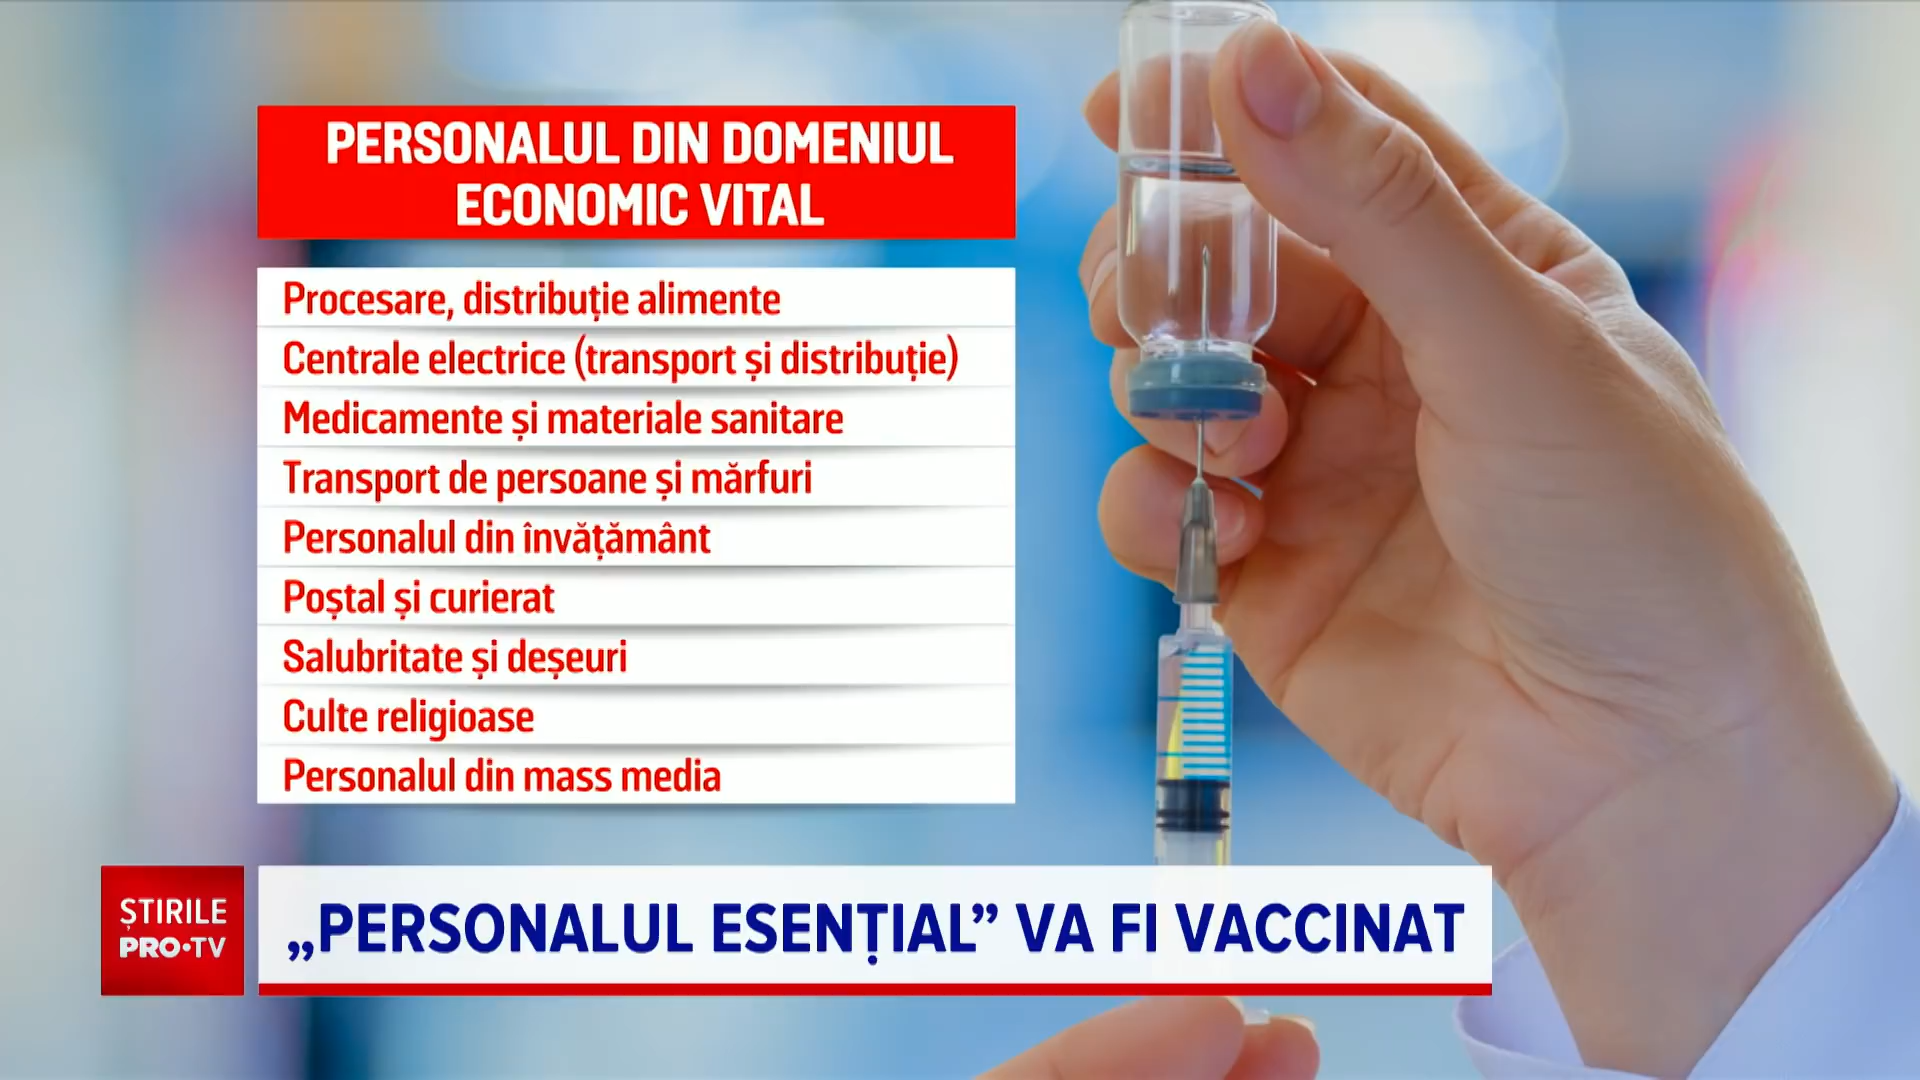 PERSONALUL DIN DOMENIUL
ECONOMIC VITAL
Procesare, distribuție alimente
Centrale electrice (transport și distribuție)
Medicamente și materiale sanitare
Transport de persoane și mărfuri
Personalul din învățământ
Poștal și curierat
Salubritate și deșeuri
Culte religioase
Personalul din mass media
ȘTIRILE
PRO•TV
„PERSONALUL ESENȚIAL” VA FI VACCINAT